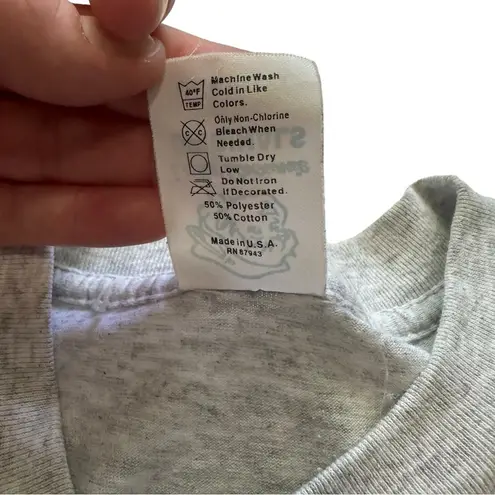 40°F
TEMP
Machine Wash
Cold in Like
Colors.
C C
Only Non-Chlorine
Bleach When
Needed.
Tumble Dry
Low
Do Not Iron
If Decorated.
50% Polyester
50% Cotton
Made in U.S.A.
RN 87943